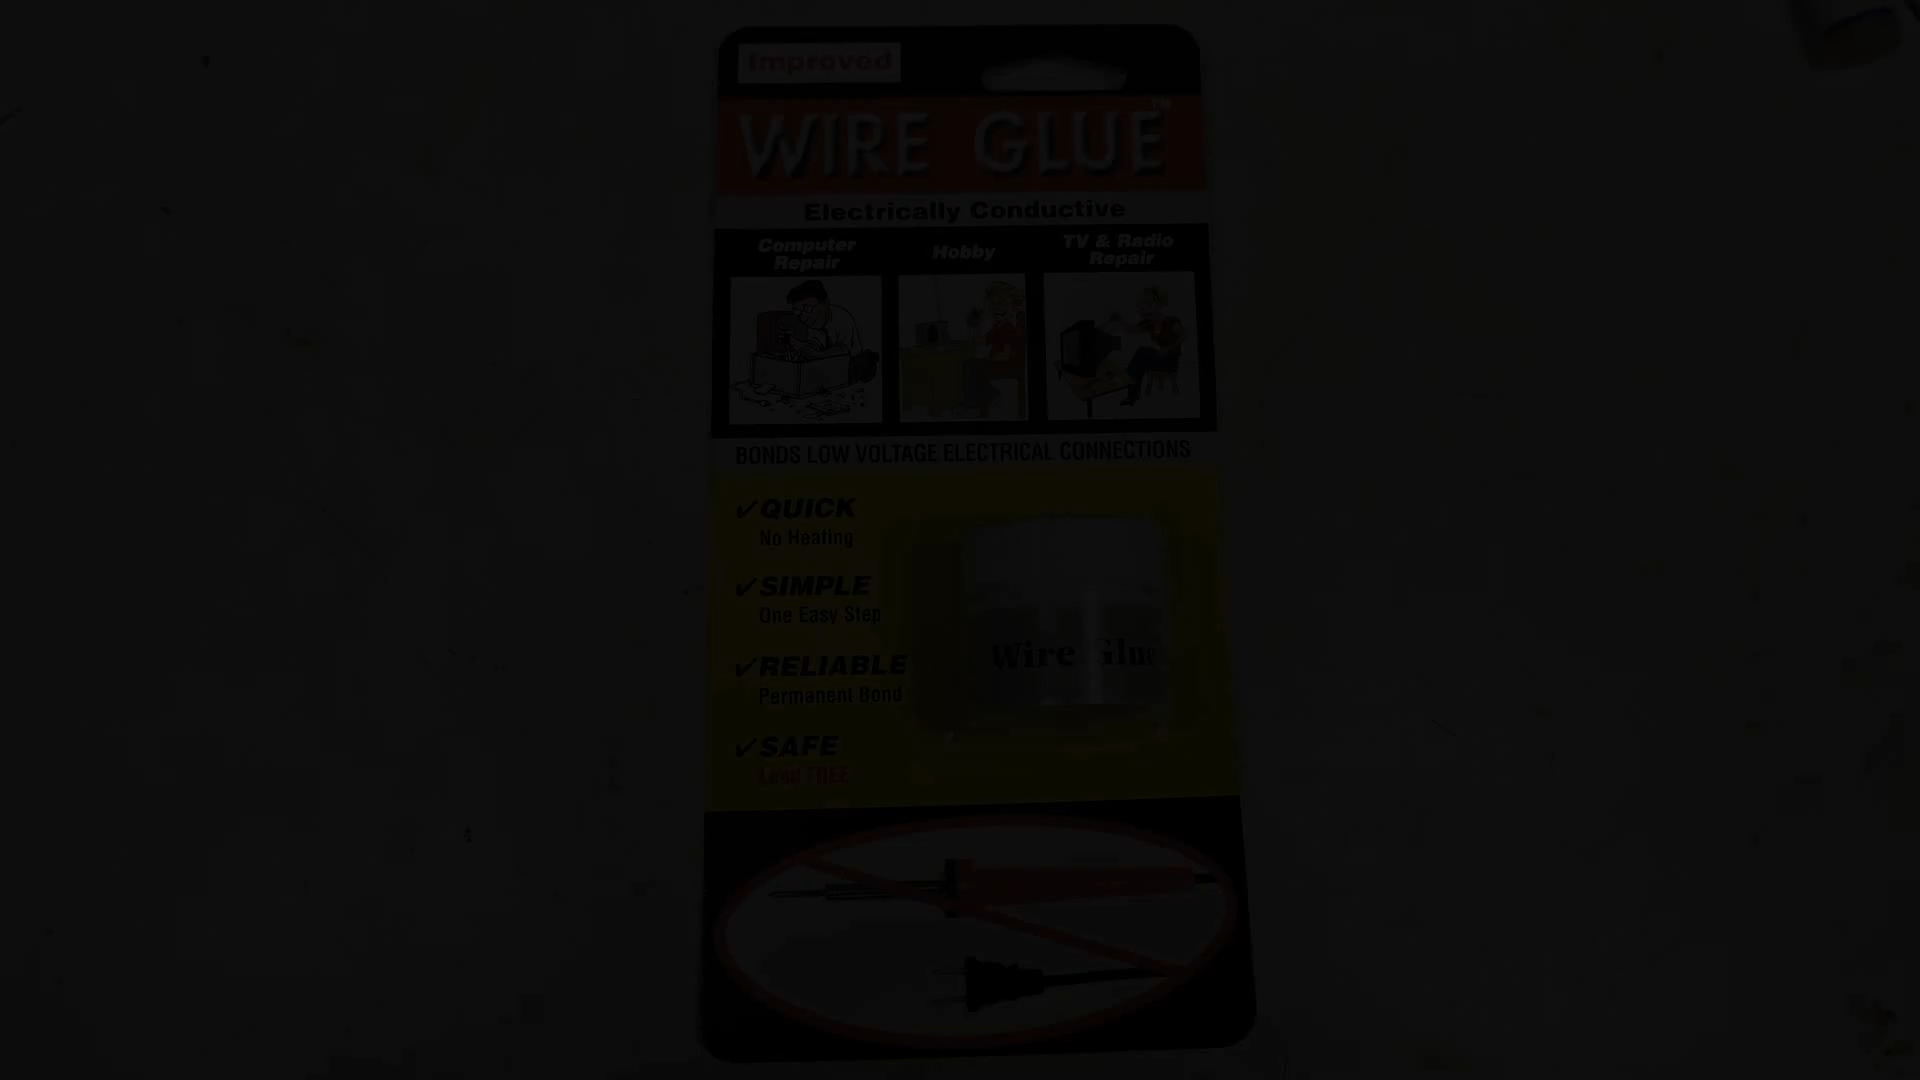 Improved
WIRE GLUE™
Electrically Conductive
Computer
Repair
Hobby
TV & Radio
Repair
BONDS LOW VOLTAGE ELECTRICAL CONNECTIONS
✓QUICK
No Heating
✓SIMPLE
One Easy Step
✓RELIABLE
Permanent Bond
✓SAFE
Lead FREE
Wire Glue